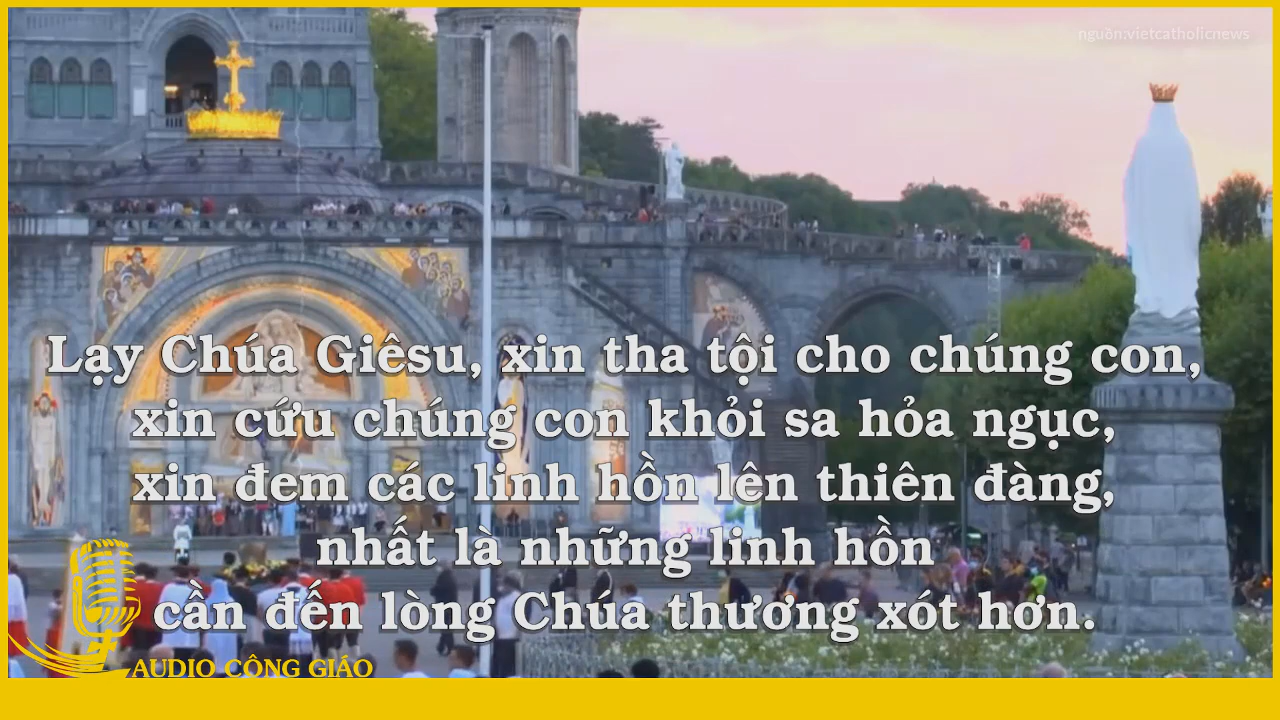 nguồn:vietcatholicnews
Lạy Chúa Giêsu, xin tha tội cho chúng con,
xin cứu chúng con khỏi sa hỏa ngục,
xin đem các linh hồn lên thiên đàng,
nhất là những linh hồn
cần đến lòng Chúa thương xót hơn.
AUDIO CÔNG GIÁO